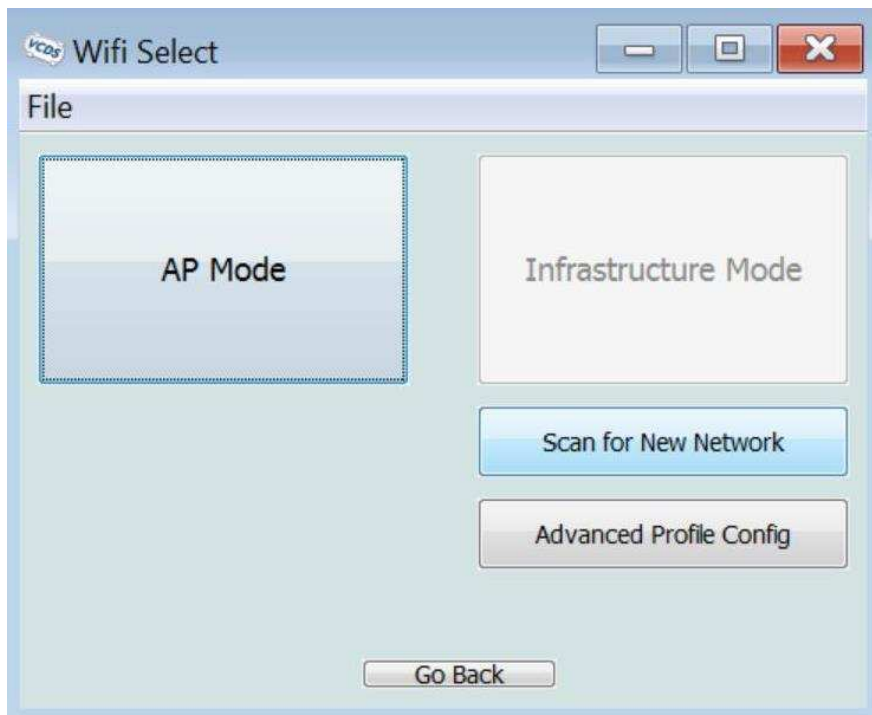 VCDS Wifi Select
File
AP Mode
Infrastructure Mode
Scan for New Network
Advanced Profile Config
Go Back